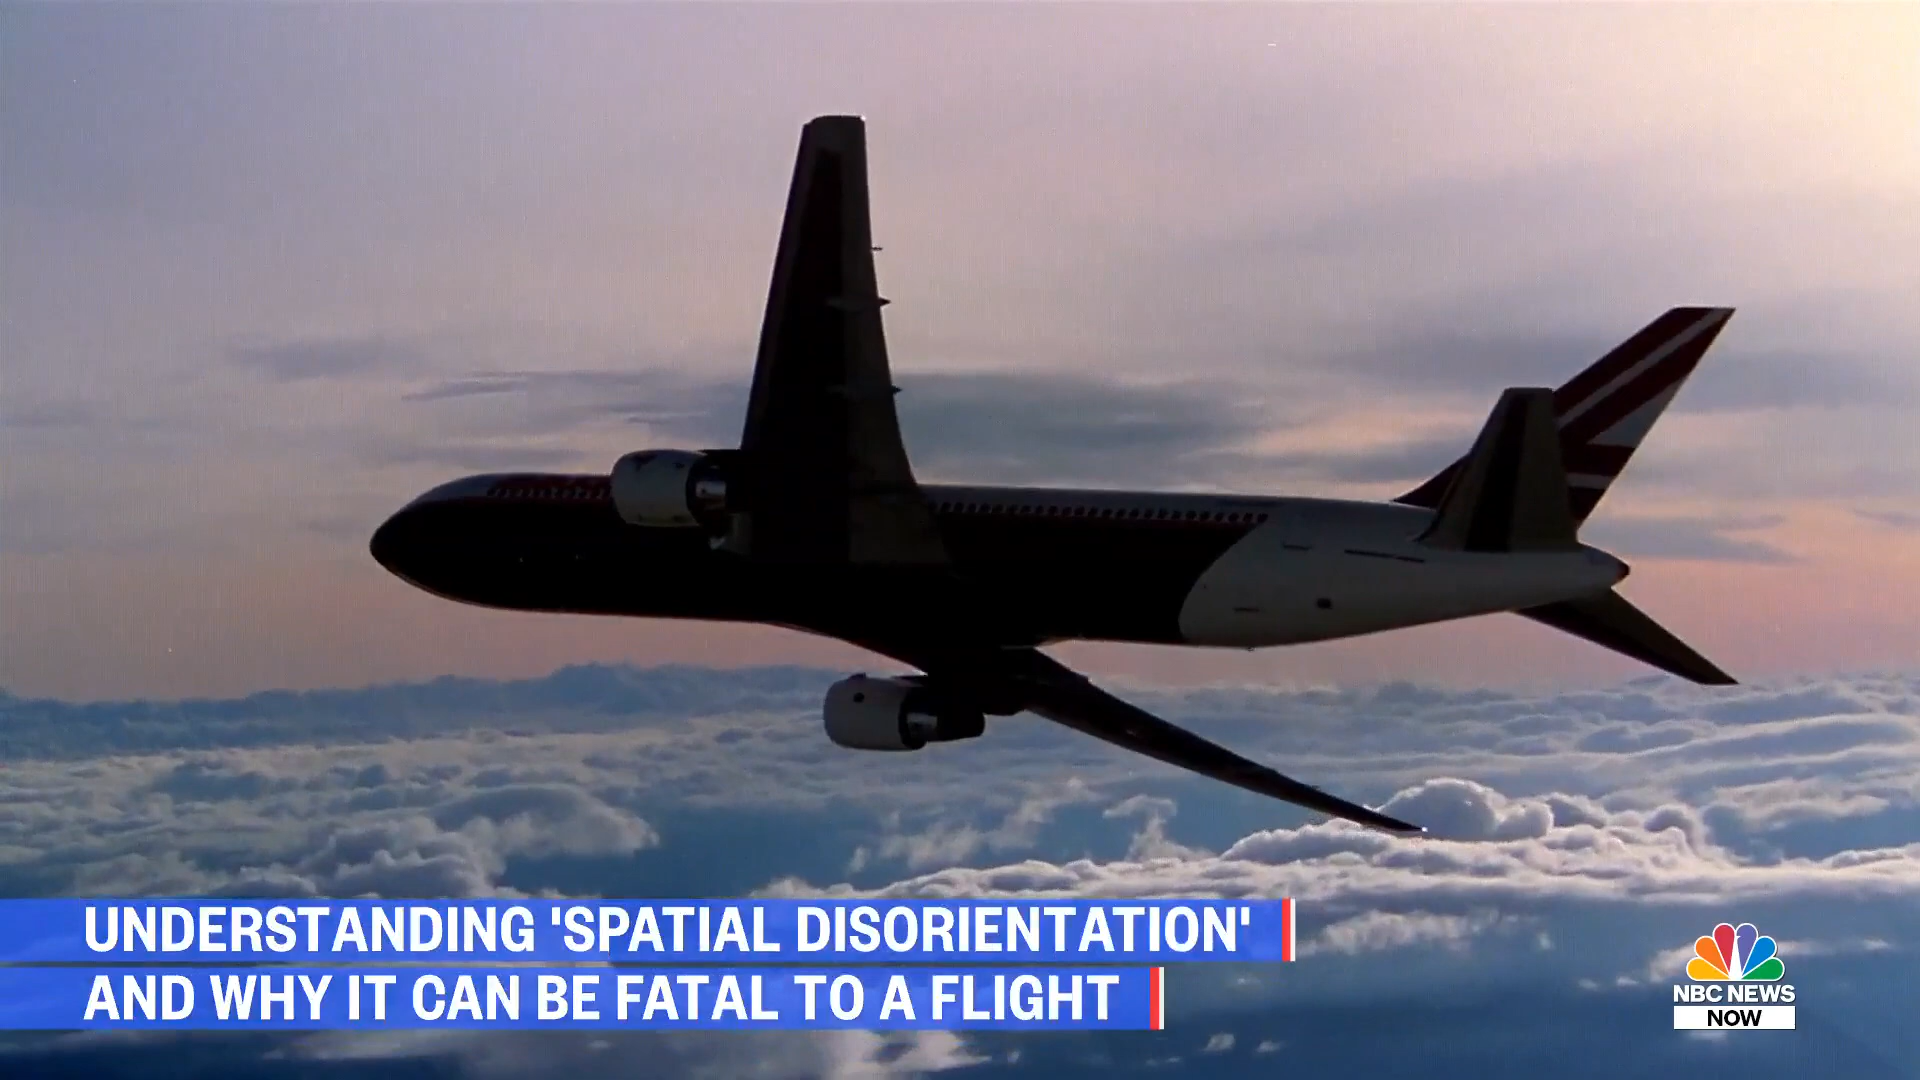 UNDERSTANDING 'SPATIAL DISORIENTATION'
AND WHY IT CAN BE FATAL TO A FLIGHT
NBC NEWS
NOW